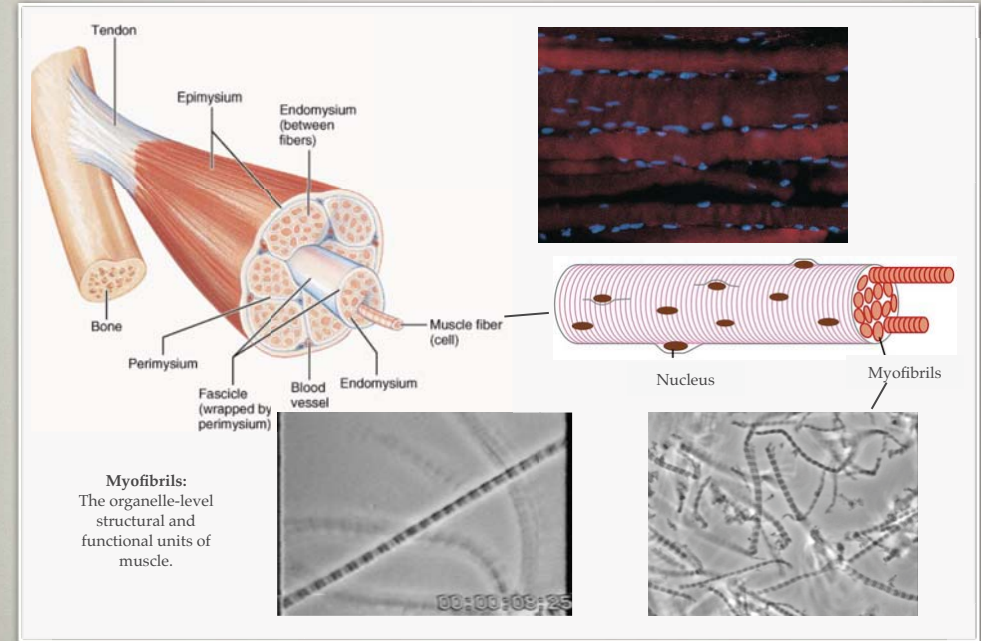 Tendon
Epimysium
Endomysium
(between
fibers)
Bone
Perimysium
Muscle fiber
(cell)
Fascicle
(wrapped by
perimysium)
Blood
vessel
Endomysium
Nucleus
Myofibrils
Myofibrils:
The organelle-level
structural and
functional units of
muscle.
00:00:08:25